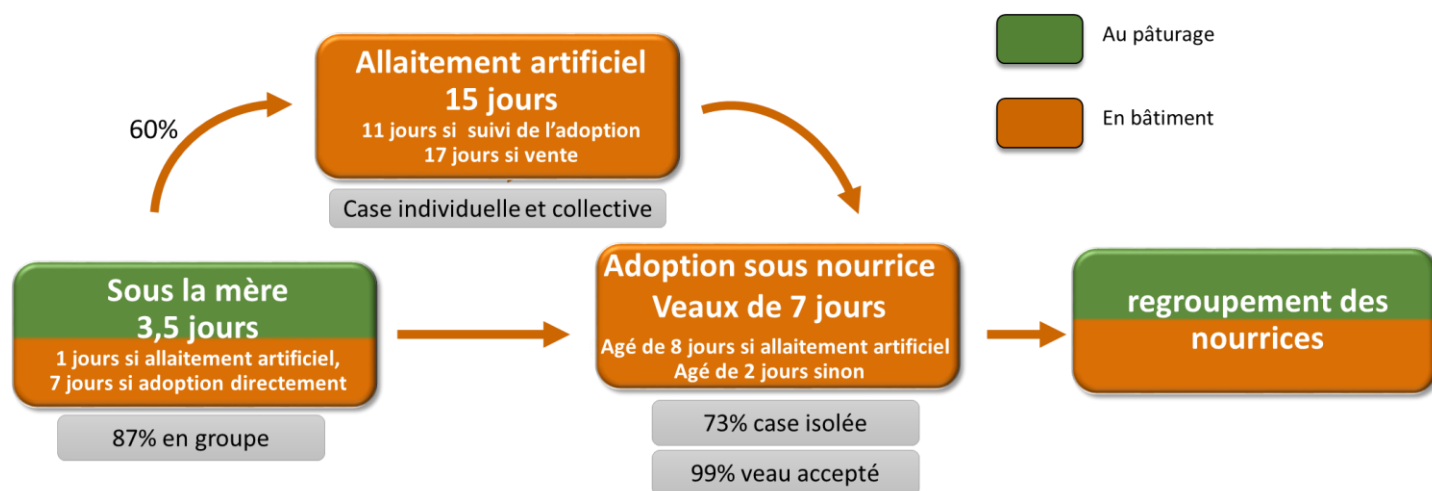 Allaitement artificiel
15 jours
11 jours si suivi de l'adoption
17 jours si vente
Case individuelle et collective
60%
Au pâturage
En bâtiment
Sous la mère
3,5 jours
1 jours si allaitement artificiel,
7 jours si adoption directement
87% en groupe
Adoption sous nourrice
Veaux de 7 jours
Agé de 8 jours si allaitement artificiel
Agé de 2 jours sinon
73% case isolée
99% veau accepté
regroupement des
nourrices